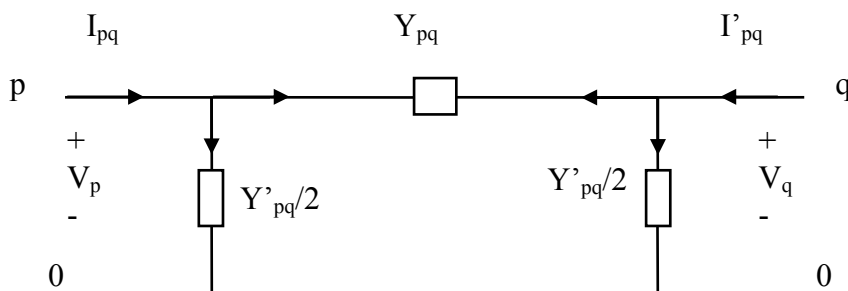 I_pq Y_pq I’_pq
p q
+ +
V_p Y’_pq/2 Y’_pq/2 V_q
- -
0 0